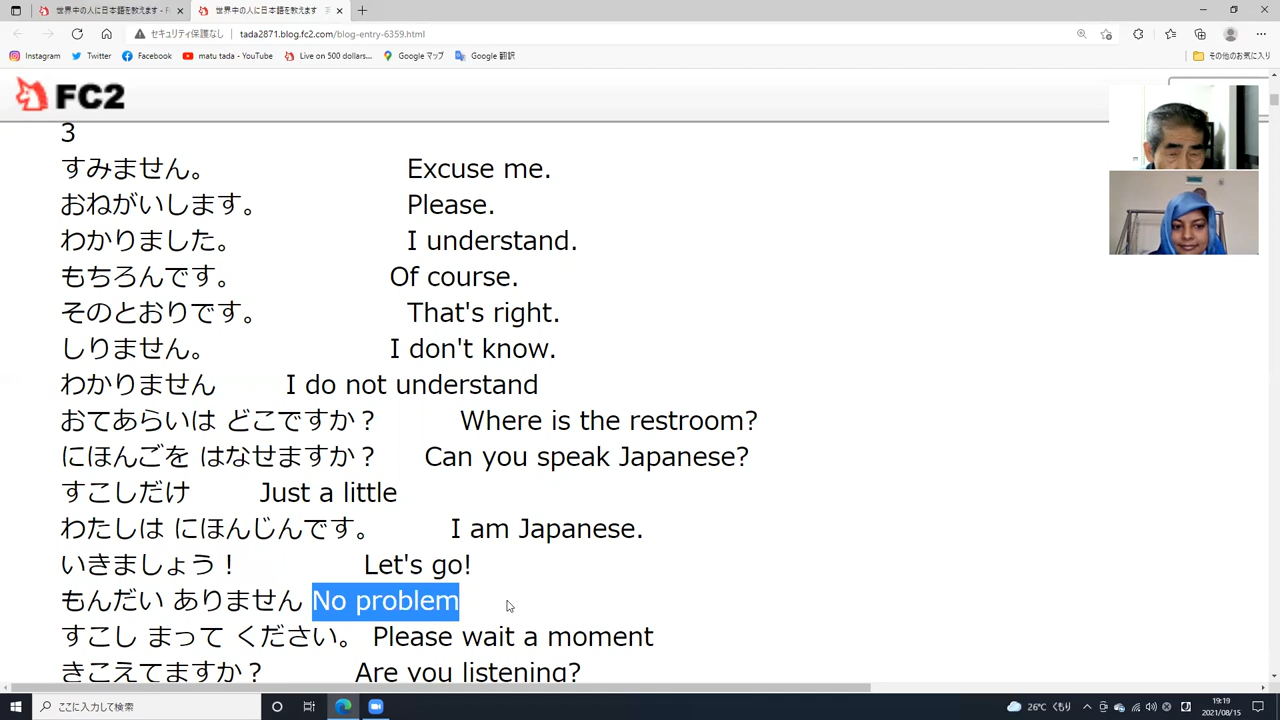 世界中の人に日本語を教えます - F
世界中の人に日本語を教えます
セキュリティ保護なし
tada2871.blog.fc2.com/blog-entry-6359.html
Instagram
Twitter
Facebook
matu tada - YouTube
Live on 500 dollars...
Google マップ
Google 翻訳
その他のお気に入り
FC2
3
すみません。 Excuse me.
おねがいします。 Please.
わかりました。 I understand.
もちろんです。 Of course.
そのとおりです。 That's right.
しりません。 I don't know.
わかりません I do not understand
おてあらいは どこですか？ Where is the restroom?
にほんごを はなせますか？ Can you speak Japanese?
すこしだけ Just a little
わたしは にほんじんです。 I am Japanese.
いきましょう！ Let's go!
もんだい ありません No problem
すこし まって ください。 Please wait a moment
きこえてますか？ Are you listening?
ここに入力して検索
26℃ くもり
19:19
2021/08/15